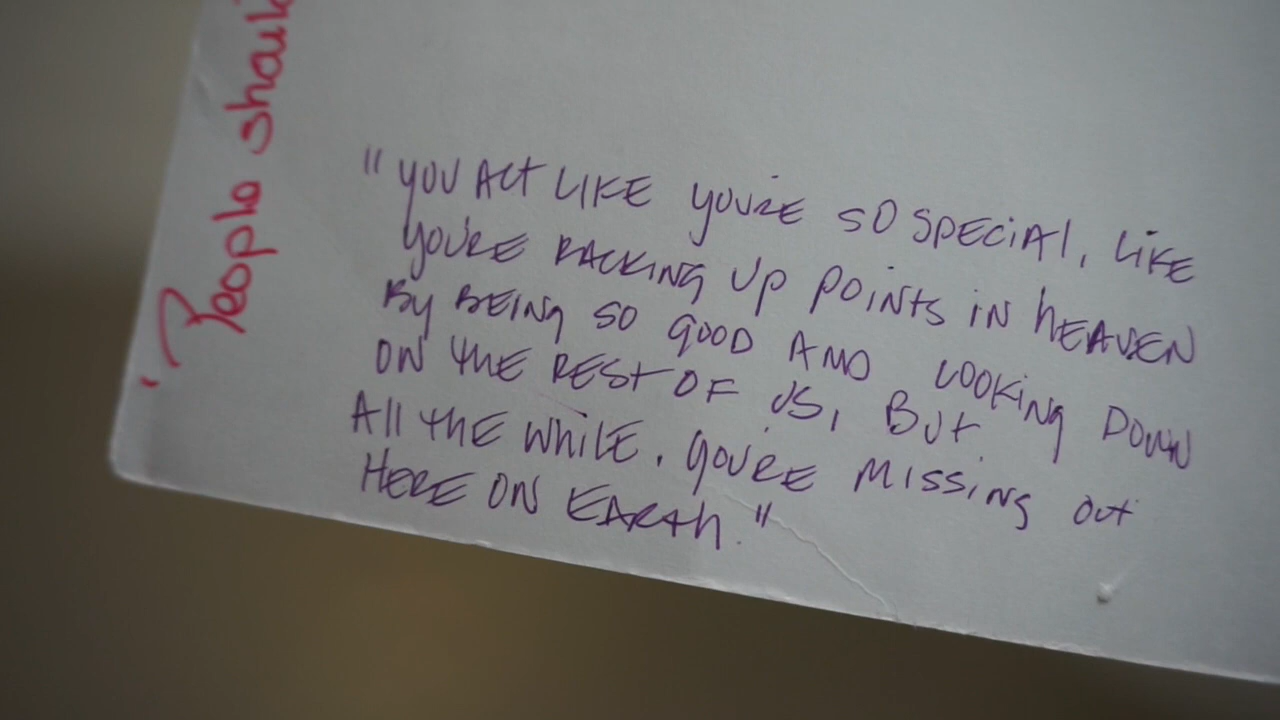 "People should
"YOU ACT LIKE YOU'RE SO SPECIAL, LIKE
YOU'RE RACKING UP POINTS IN HEAVEN
BY BEING SO GOOD AND LOOKING DOWN
ON THE REST OF US, BUT
ALL THE WHILE, YOU'RE MISSING OUT
HERE ON EARTH."